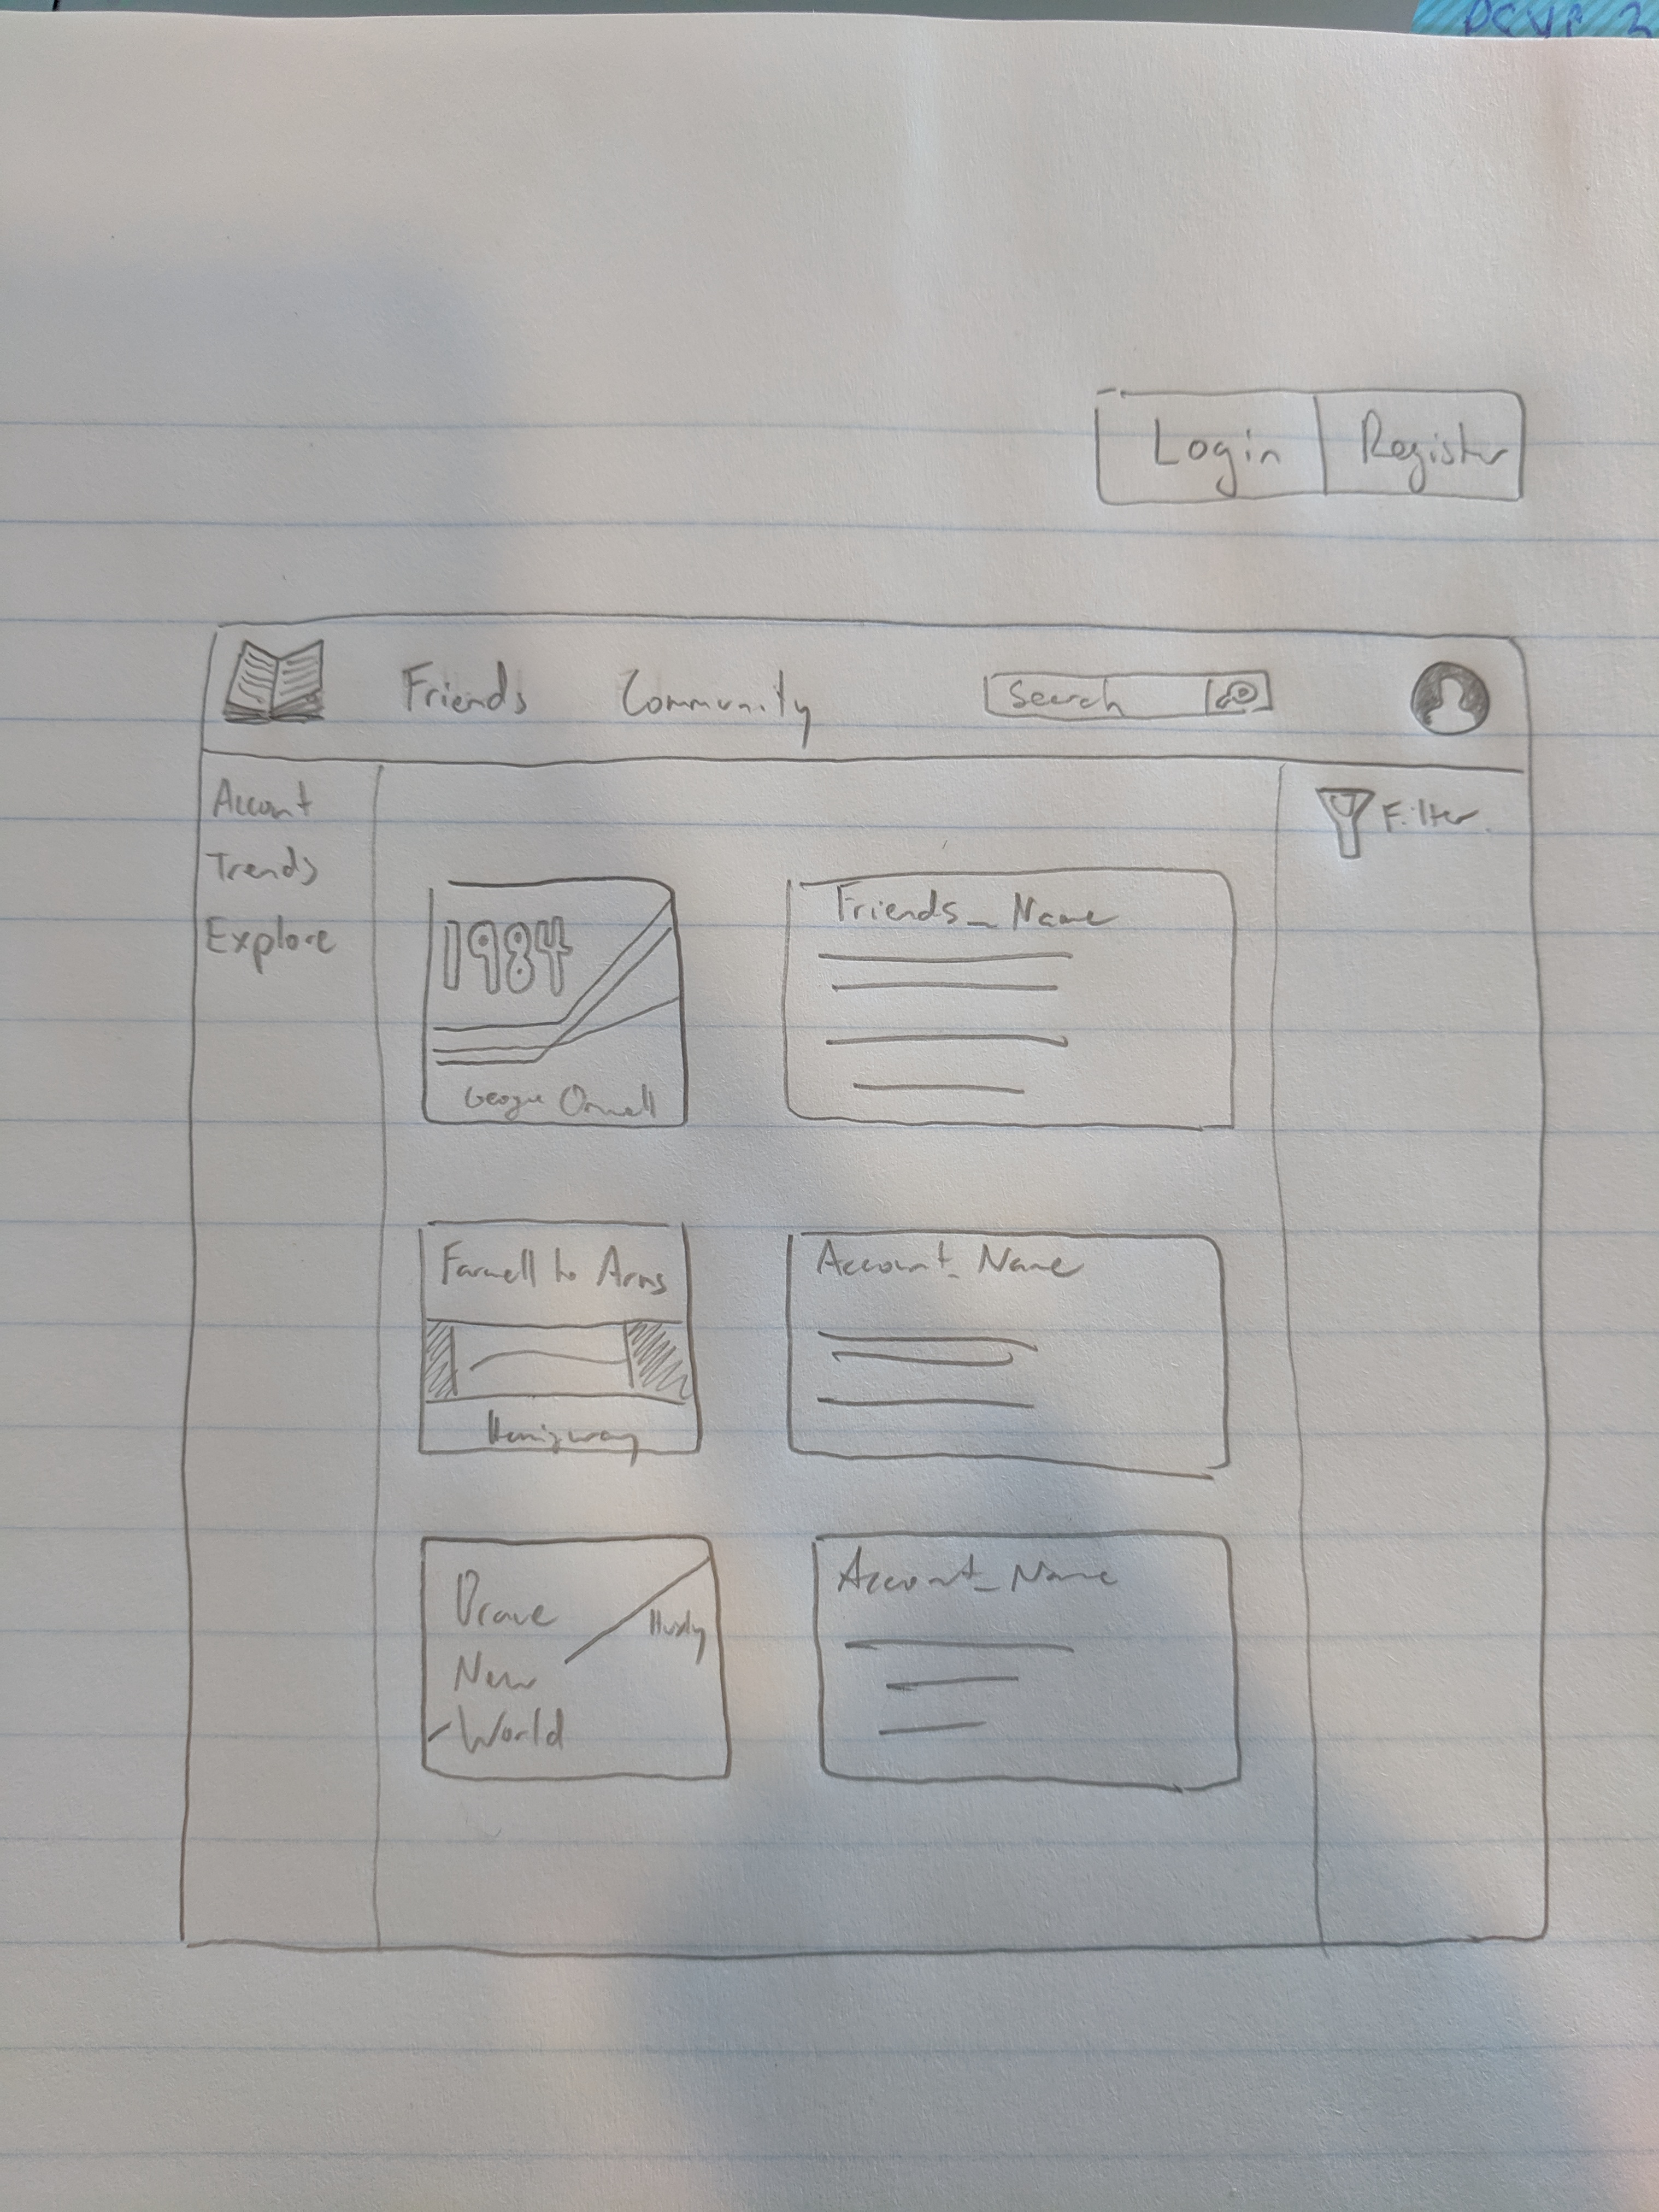 Login Register
Friends Community Search
Account
Trends
Explore
Filter
1984
George Orwell
Friends_Name
Farwell to Arms
Hemigway
Account_Name
Brave
New
World
Huxly
Account_Name